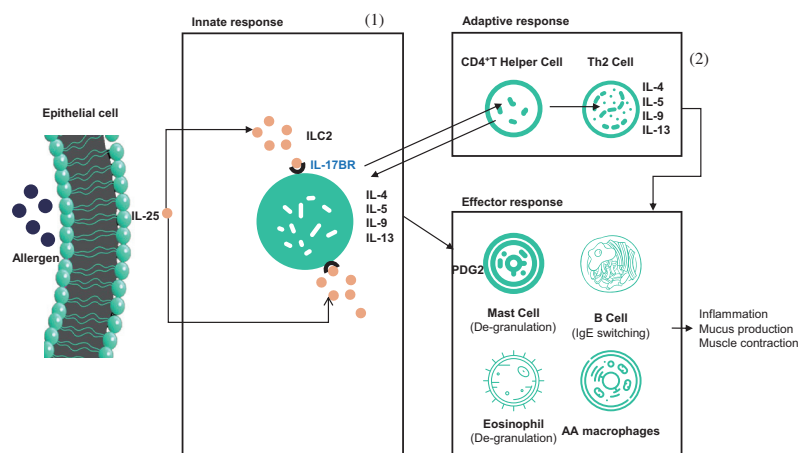 Innate response
(1)
Adaptive response
(2)
CD4⁺T Helper Cell
Th2 Cell
IL-4
IL-5
IL-9
IL-13
Epithelial cell
ILC2
IL-17BR
IL-25
Allergen
IL-4
IL-5
IL-9
IL-13
Effector response
PDG2
Mast Cell
(De-granulation)
B Cell
(IgE switching)
Eosinophil
(De-granulation)
AA macrophages
Inflammation
Mucus production
Muscle contraction